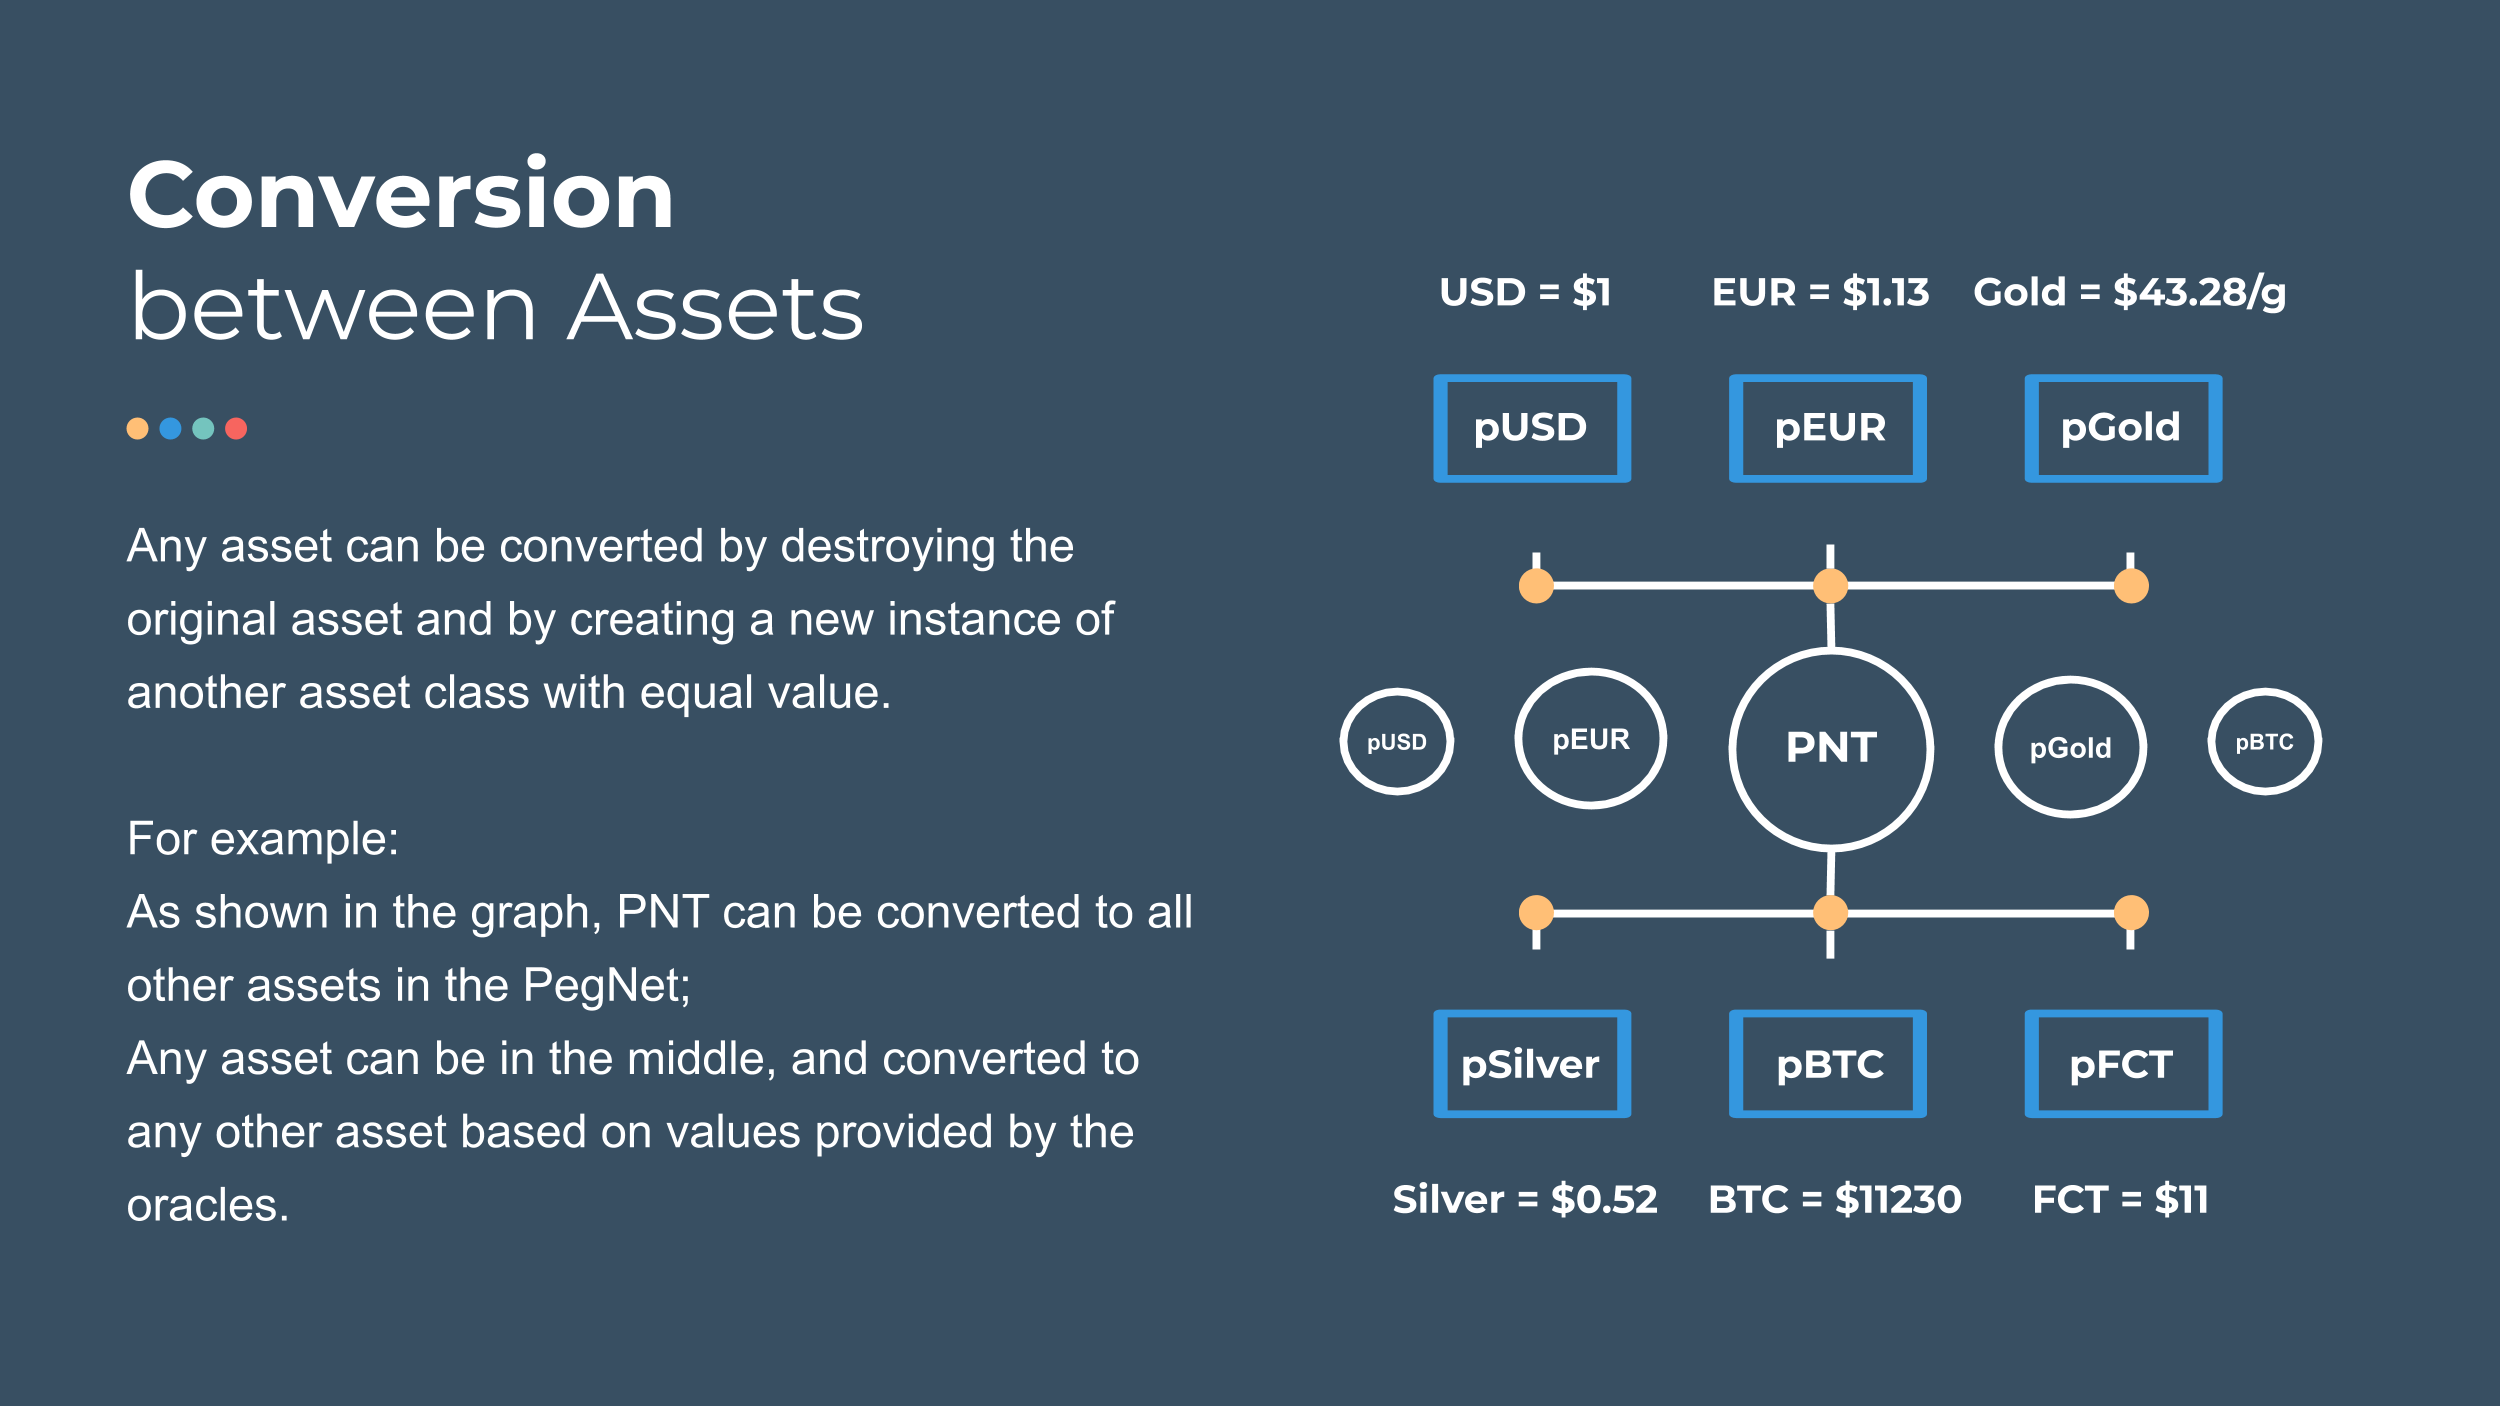 Conversion
between Assets
Any asset can be converted by destroying the
original asset and by creating a new instance of
another asset class with equal value.
For example:
As shown in the graph, PNT can be converted to all
other assets in the PegNet;
Any asset can be in the middle, and converted to
any other asset based on values provided by the
oracles.
USD = $1
EUR = $1.13
Gold = $43.28/g
pUSD
pEUR
pGold
pUSD
pEUR
PNT
pGold
pBTC
pSilver
pBTC
pFCT
Silver = $0.52
BTC = $11230
FCT = $11